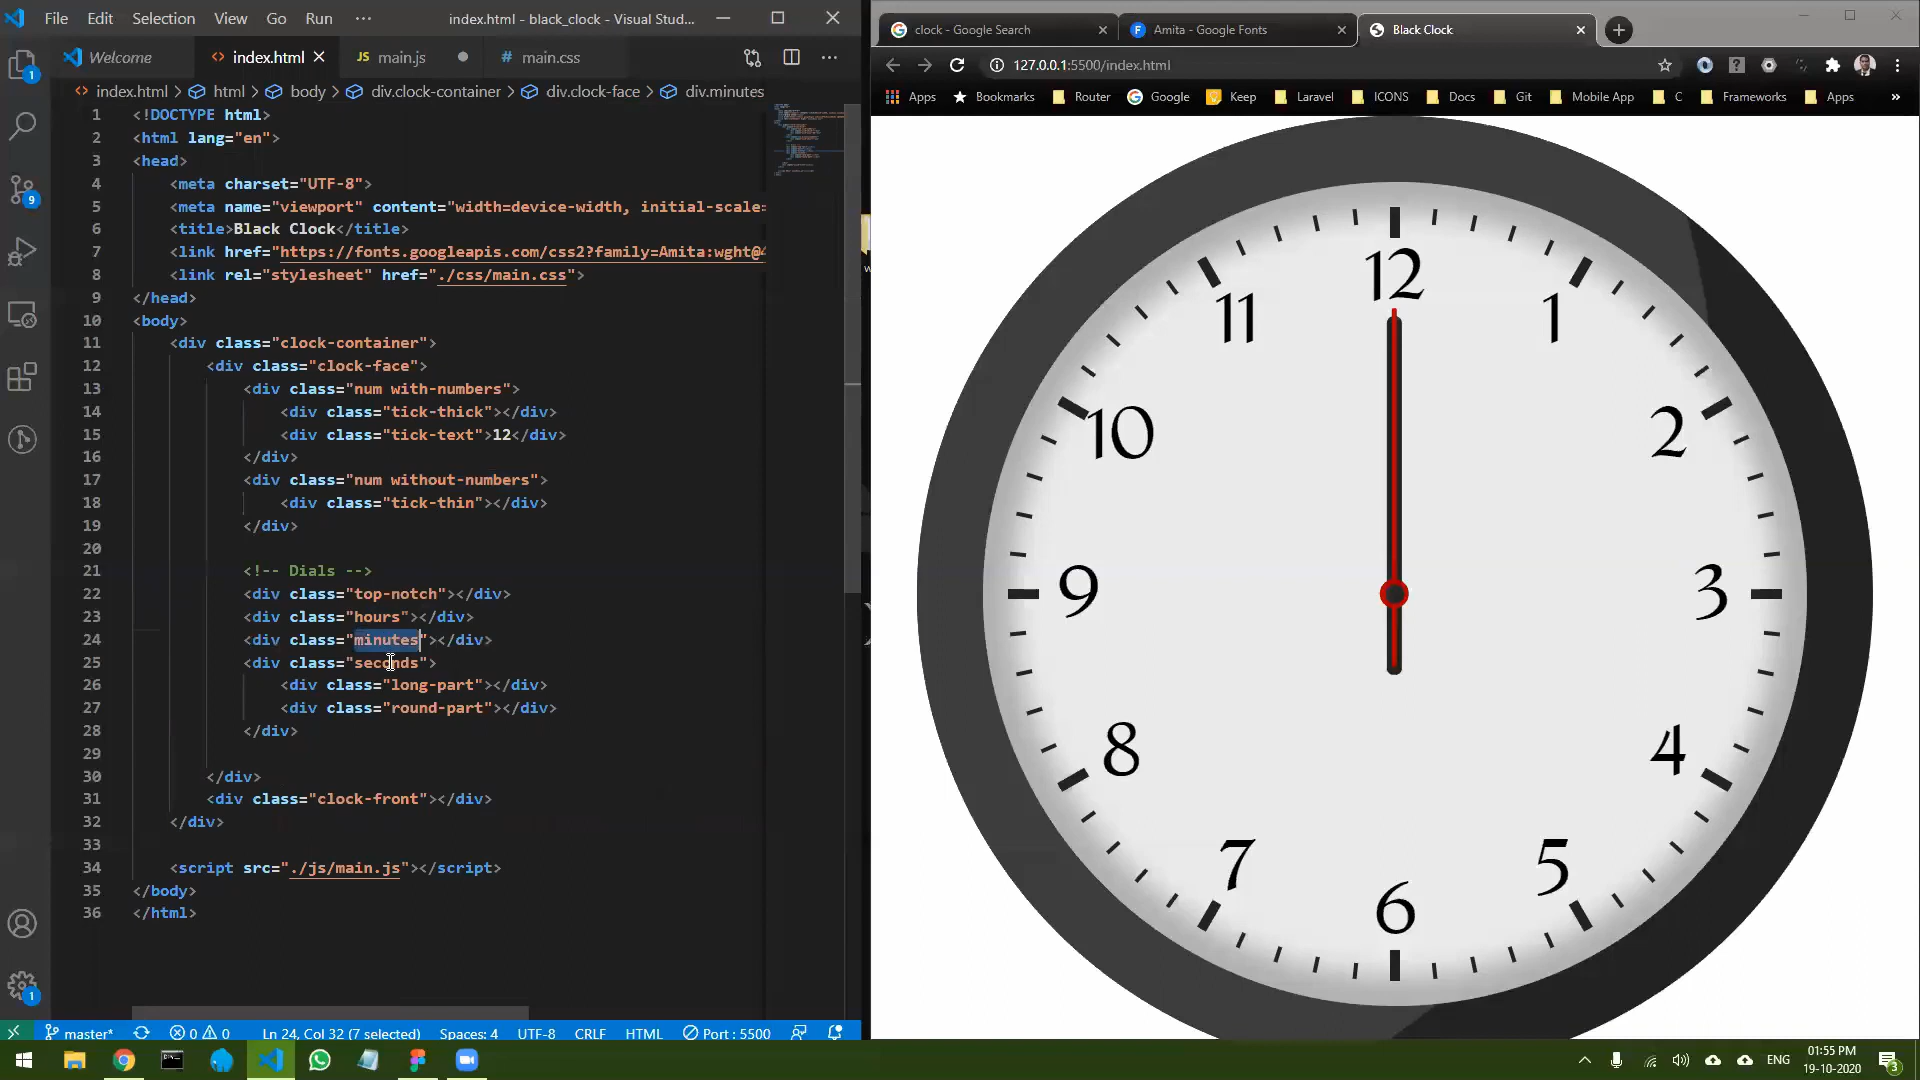 File Edit Selection View Go Run ··· index.html - black_clock - Visual Stud...
Welcome index.html main.js main.css
index.html > html > body > div.clock-container > div.clock-face > div.minutes
1 <!DOCTYPE html>
2 <html lang="en">
3 <head>
4 <meta charset="UTF-8">
5 <meta name="viewport" content="width=device-width, initial-scale=
6 <title>Black Clock</title>
7 <link href="https://fonts.googleapis.com/css2?family=Amita:wght@4
8 <link rel="stylesheet" href="./css/main.css">
9 </head>
10 <body>
11 <div class="clock-container">
12 <div class="clock-face">
13 <div class="num with-numbers">
14 <div class="tick-thick"></div>
15 <div class="tick-text">12</div>
16 </div>
17 <div class="num without-numbers">
18 <div class="tick-thin"></div>
19 </div>
20
21 <!-- Dials -->
22 <div class="top-notch"></div>
23 <div class="hours"></div>
24 <div class="minutes"></div>
25 <div class="seconds">
26 <div class="long-part"></div>
27 <div class="round-part"></div>
28 </div>
29
30 </div>
31 <div class="clock-front"></div>
32 </div>
33
34 <script src="./js/main.js"></script>
35 </body>
36 </html>
1
9
1
master* 0 0 Ln 24, Col 32 (7 selected) Spaces: 4 UTF-8 CRLF HTML Port : 5500
clock - Google Search Amita - Google Fonts Black Clock
127.0.0.1:5500/index.html
Apps Bookmarks Router Google Keep Laravel ICONS Docs Git Mobile App C Frameworks Apps »
12
11 1
10 2
9 3
8 4
7 5
6
ENG 01:55 PM
19-10-2020 3